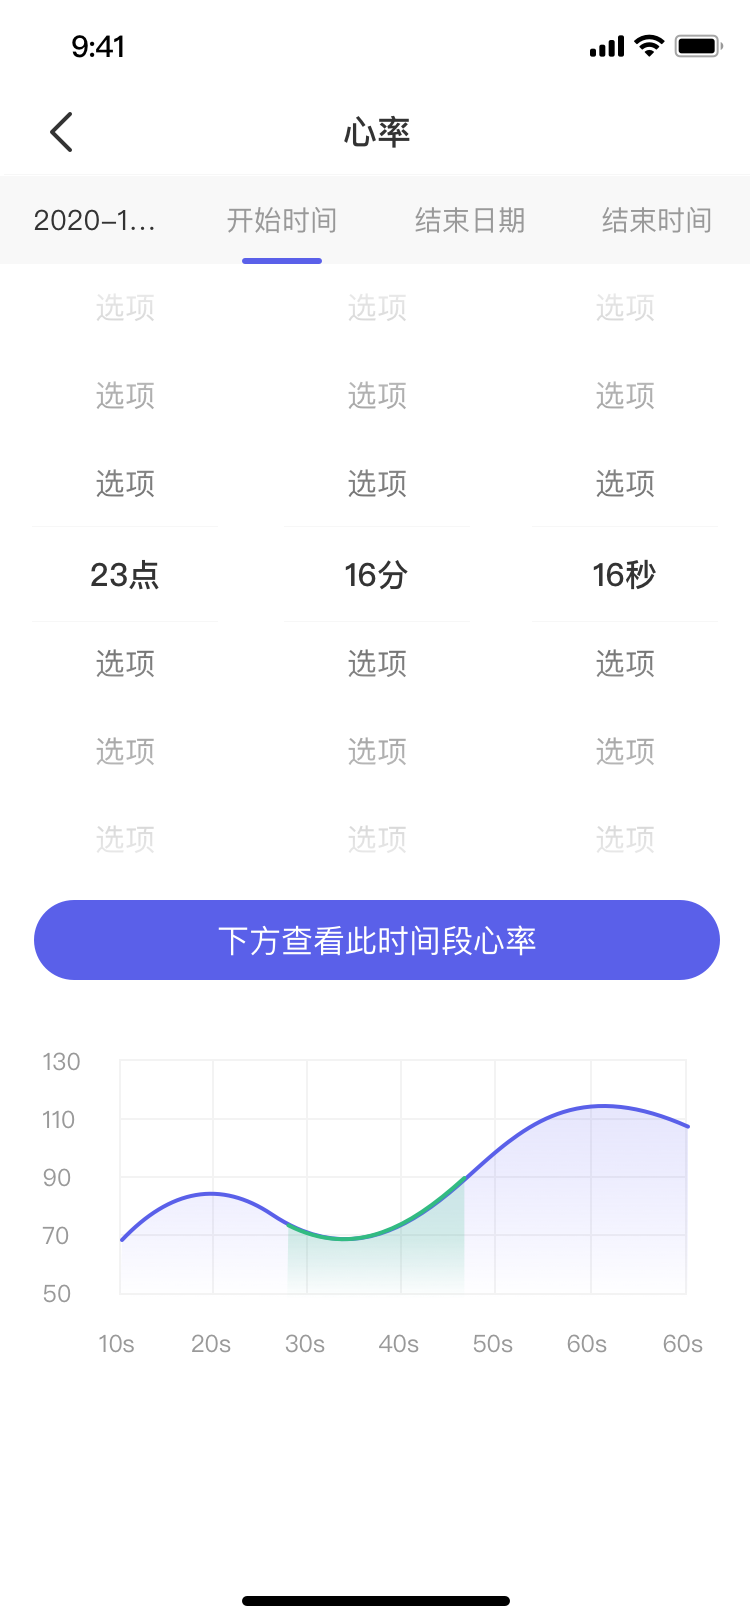 9:41
心率
2020-1... 开始时间 结束日期 结束时间
选项 选项 选项
选项 选项 选项
选项 选项 选项
23点 16分 16秒
选项 选项 选项
选项 选项 选项
选项 选项 选项
下方查看此时间段心率
130
110
90
70
50
10s 20s 30s 40s 50s 60s 60s